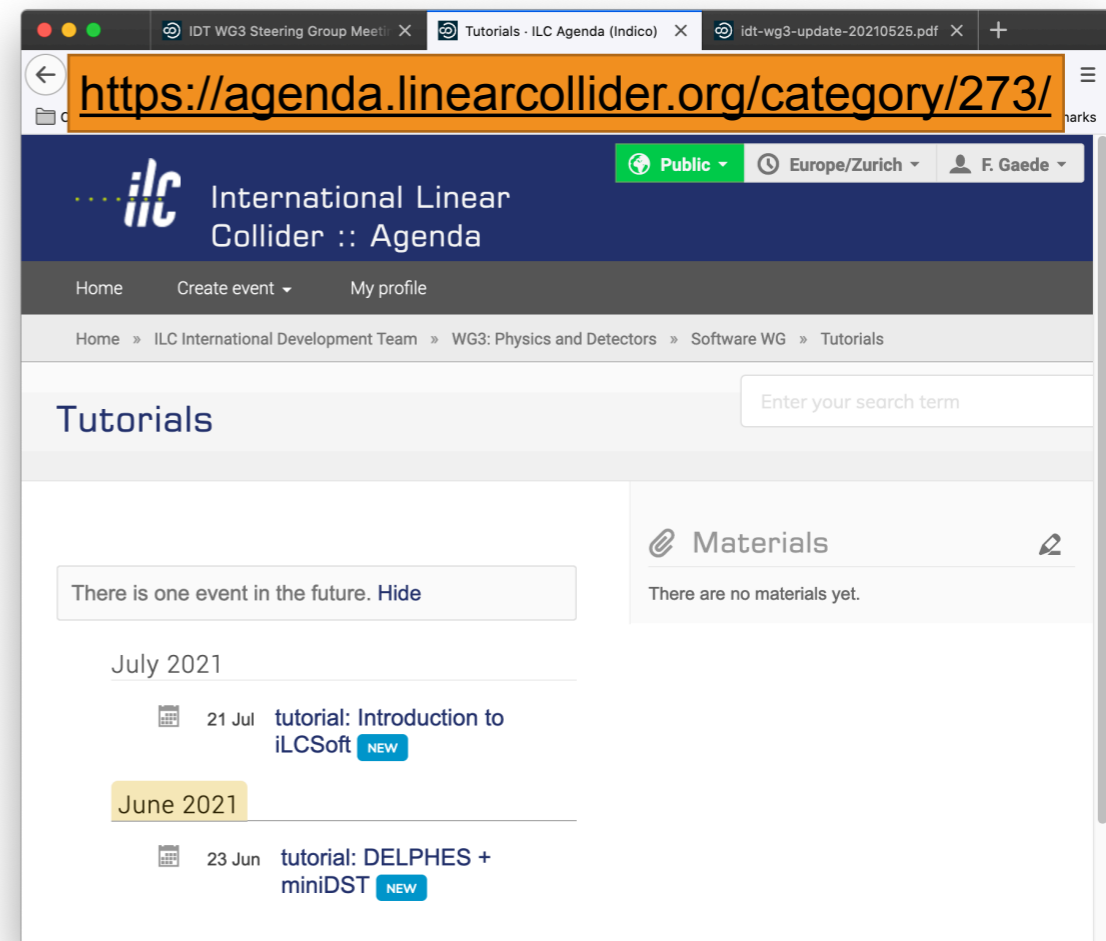 IDT WG3 Steering Group Meeti
Tutorials · ILC Agenda (Indico)
idt-wg3-update-20210525.pdf
https://agenda.linearcollider.org/category/273/
arks
Public
Europe/Zurich
F. Gaede
ilc
International Linear
Collider :: Agenda
Home Create event My profile
Home » ILC International Development Team » WG3: Physics and Detectors » Software WG » Tutorials
Tutorials
Enter your search term
Materials
There are no materials yet.
There is one event in the future. Hide
July 2021
21 Jul tutorial: Introduction to
iLCSoft NEW
June 2021
23 Jun tutorial: DELPHES +
miniDST NEW